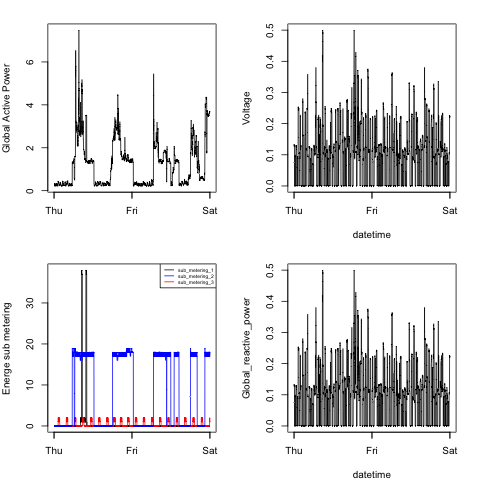 Global Active Power
6
4
2
0
Thu Fri Sat
Voltage
0.5
0.4
0.3
0.2
0.1
0.0
Thu Fri Sat
datetime
Energe sub metering
30
20
10
0
sub_metering_1
sub_metering_2
sub_metering_3
Thu Fri Sat
Global_reactive_power
0.5
0.4
0.3
0.2
0.1
0.0
Thu Fri Sat
datetime